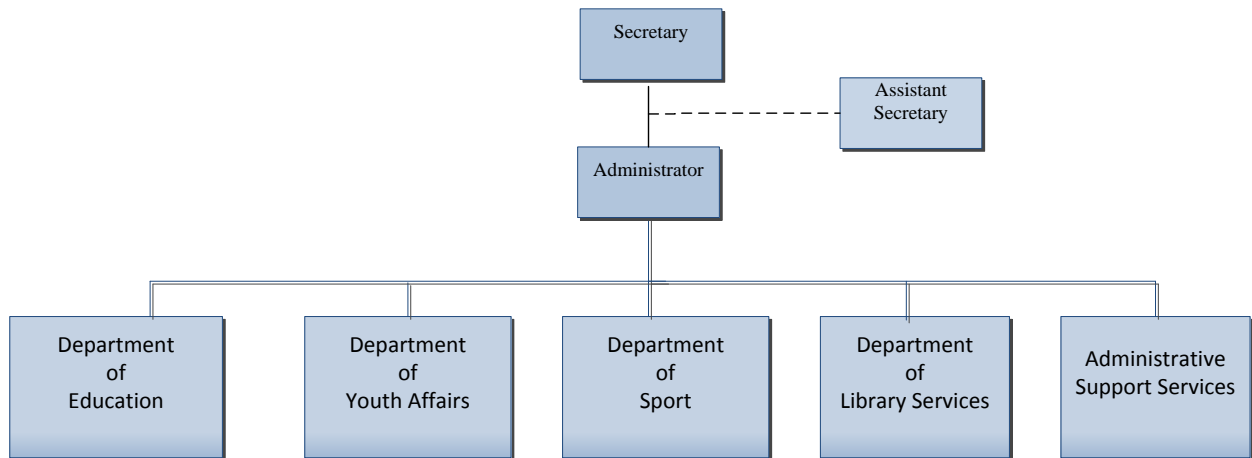 Secretary
Assistant
Secretary
Administrator
Department
of
Education
Department
of
Youth Affairs
Department
of
Sport
Department
of
Library Services
Administrative
Support Services